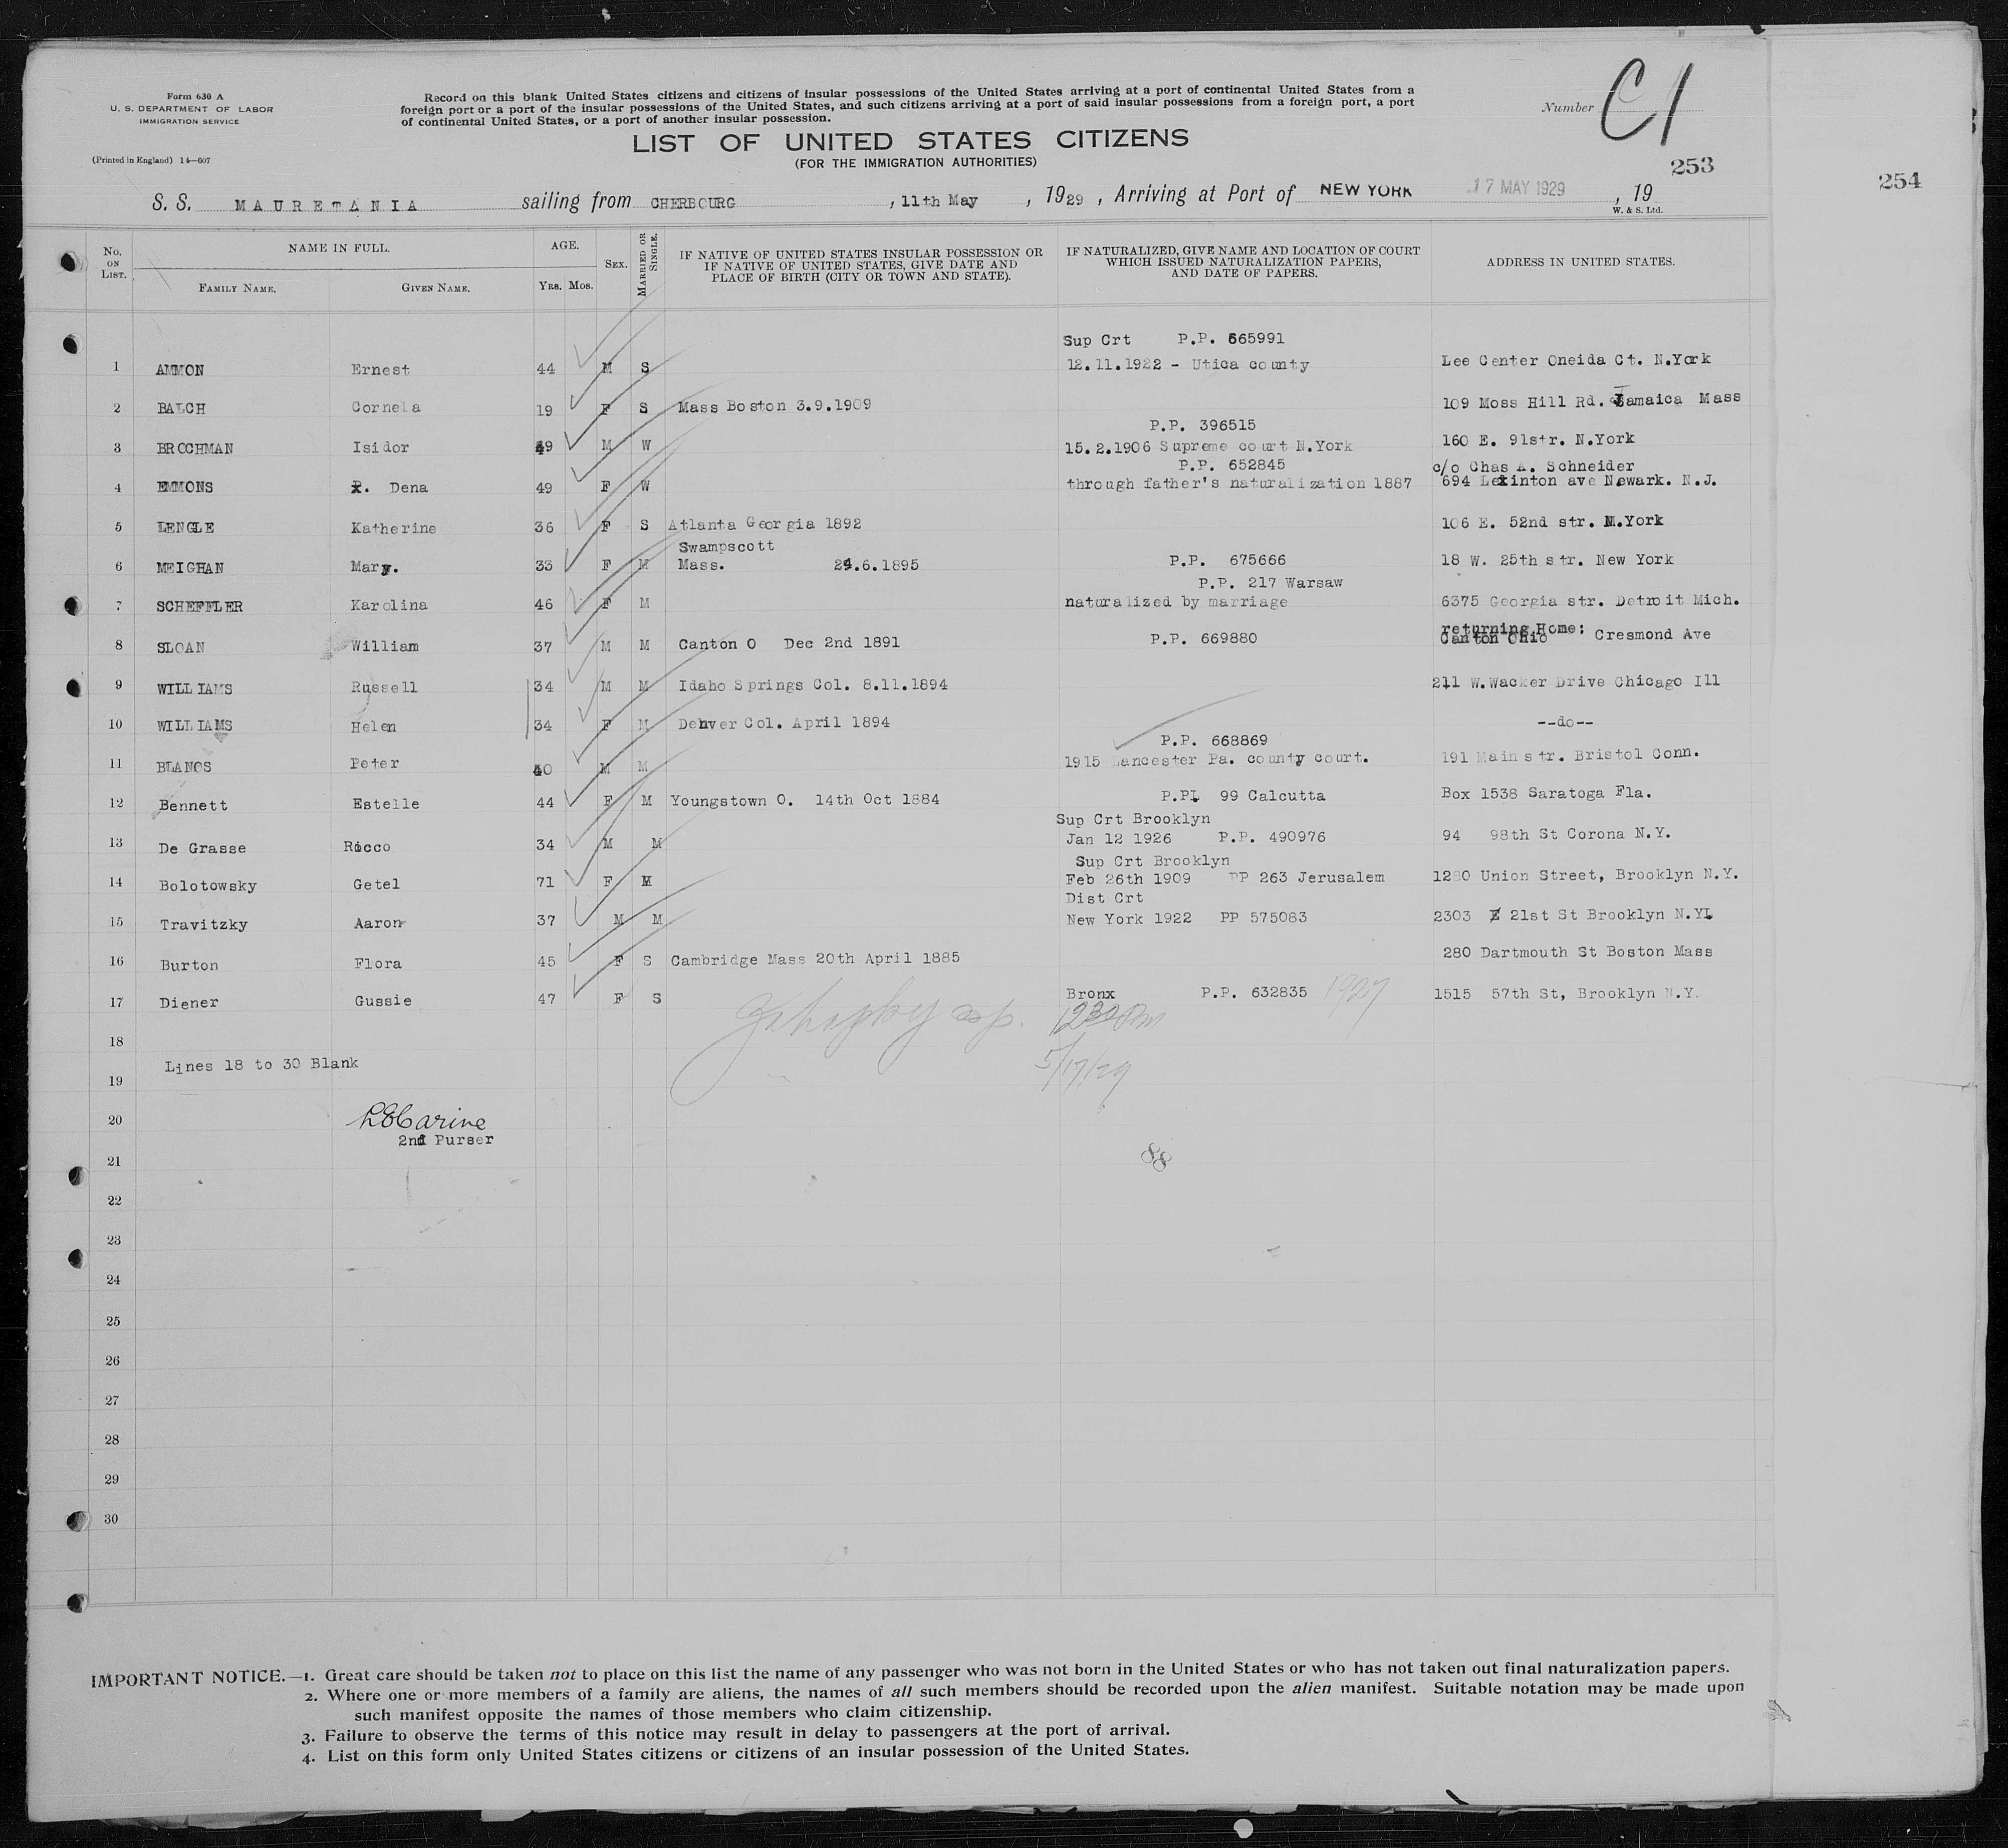 Form 630 A
U. S. DEPARTMENT OF LABOR
IMMIGRATION SERVICE
(Printed in England) 14—607
Record on this blank United States citizens and citizens of insular possessions of the United States arriving at a port of continental United States from a
foreign port or a port of the insular possessions of the United States, and such citizens arriving at a port of said insular possessions from a foreign port, a port
of continental United States, or a port of another insular possession.
Number C1
LIST OF UNITED STATES CITIZENS
(FOR THE IMMIGRATION AUTHORITIES)
253
254
S. S. MAURETANIA sailing from CHERBOURG , 11th May , 1929 , Arriving at Port of NEW YORK 17 MAY 1929 , 19
W. & S. Ltd.
No. ON LIST. NAME IN FULL. FAMILY NAME. GIVEN NAME. AGE. YRS. MOS. SEX. MARRIED OR SINGLE. IF NATIVE OF UNITED STATES INSULAR POSSESSION OR IF NATIVE OF UNITED STATES, GIVE DATE AND PLACE OF BIRTH (CITY OR TOWN AND STATE). IF NATURALIZED, GIVE NAME AND LOCATION OF COURT WHICH ISSUED NATURALIZATION PAPERS, AND DATE OF PAPERS. ADDRESS IN UNITED STATES.
Sup Crt P.P. 665991
1 AMMON Ernest 44 M S 12.11.1922 - Utica county Lee Center Oneida Ct. N.York
2 BALCH Cornela 19 F S Mass Boston 3.9.1909 109 Moss Hill Rd. Jamaica Mass
P.P. 396515
3 BROCHMAN Isidor 49 M W 15.2.1906 Supreme court N.York 160 E. 91str. N.York
P.P. 652845 c/o Chas A. Schneider
4 EMMONS Dena 49 F W through father's naturalization 1887 694 Lexinton ave Newark. N.J.
5 LENGLE Katherine 36 F S Atlanta Georgia 1892 106 E. 52nd str. N.York
Swampscott
6 MEIGHAN Mary. 33 F M Mass. 24.6.1895 P.P. 675666 18 W. 25th str. New York
P.P. 217 Warsaw
7 SCHEFFLER Karolina 46 F M naturalized by marriage 6375 Georgia str. Detroit Mich.
returning Home:
8 SLOAN William 37 M M Canton O Dec 2nd 1891 P.P. 669880 Canton Ohio Cresmond Ave
9 WILLIAMS Russell 34 M M Idaho Springs Col. 8.11.1894 211 W.Wacker Drive Chicago Ill
10 WILLIAMS Helen 34 F M Denver Col. April 1894 --do--
P.P. 668869
11 BLANOS Peter 40 M M 1915 Lancester Pa. county court. 191 Main str. Bristol Conn.
12 Bennett Estelle 44 F M Youngstown O. 14th Oct 1884 P.P. 99 Calcutta Box 1538 Saratoga Fla.
Sup Crt Brooklyn
13 De Grasse Rocco 34 M M Jan 12 1926 P.P. 490976 94 98th St Corona N.Y.
Sup Crt Brooklyn
14 Bolotowsky Getel 71 F M Feb 26th 1909 PP 263 Jerusalem 1280 Union Street, Brooklyn N.Y.
Dist Crt
15 Travitzky Aaron 37 M M New York 1922 PP 575083 2303 E 21st St Brooklyn N.Y.
16 Burton Flora 45 F S Cambridge Mass 20th April 1885 280 Dartmouth St Boston Mass
17 Diener Gussie 47 F S Bronx P.P. 632835 1927 1515 57th St, Brooklyn N.Y.
1230 Pm
18
Lines 18 to 30 Blank
5/17/29
19
20
2nd Purser
21
22
23
24
25
26
27
28
29
30
IMPORTANT NOTICE.—1. Great care should be taken not to place on this list the name of any passenger who was not born in the United States or who has not taken out final naturalization papers.
2. Where one or more members of a family are aliens, the names of all such members should be recorded upon the alien manifest. Suitable notation may be made upon
such manifest opposite the names of those members who claim citizenship.
3. Failure to observe the terms of this notice may result in delay to passengers at the port of arrival.
4. List on this form only United States citizens or citizens of an insular possession of the United States.